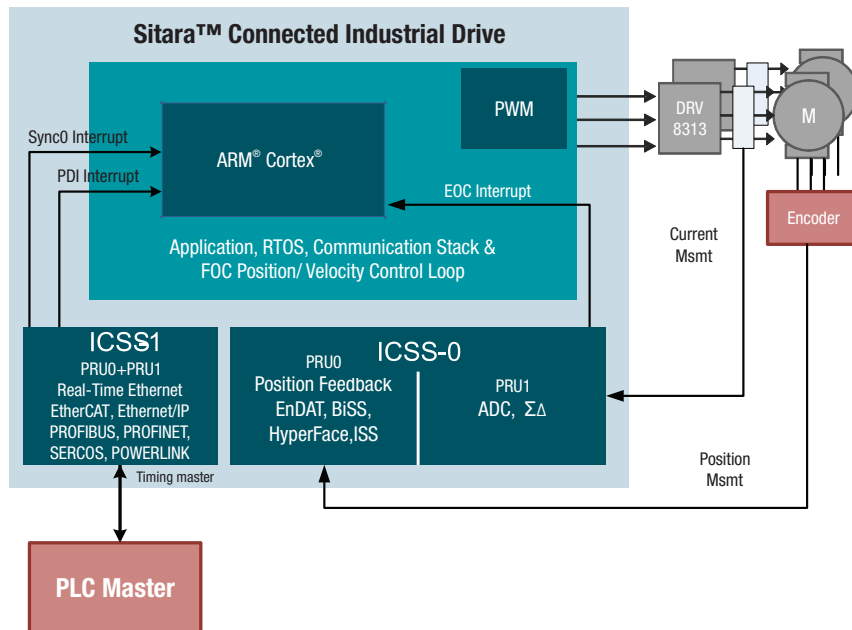 Sitara™ Connected Industrial Drive
PWM
DRV
8313
M
Sync0 Interrupt
ARM® Cortex®
PDI Interrupt
EOC Interrupt
Encoder
Application, RTOS, Communication Stack &
FOC Position/ Velocity Control Loop
Current
Msmt
ICSS-1
PRU0+PRU1
Real-Time Ethernet
EtherCAT, Ethernet/IP
PROFIBUS, PROFINET,
SERCOS, POWERLINK
ICSS-0
PRU0
Position Feedback
EnDAT, BiSS,
HyperFace,ISS
PRU1
ADC, ΣΔ
Position
Msmt
Timing master
PLC Master